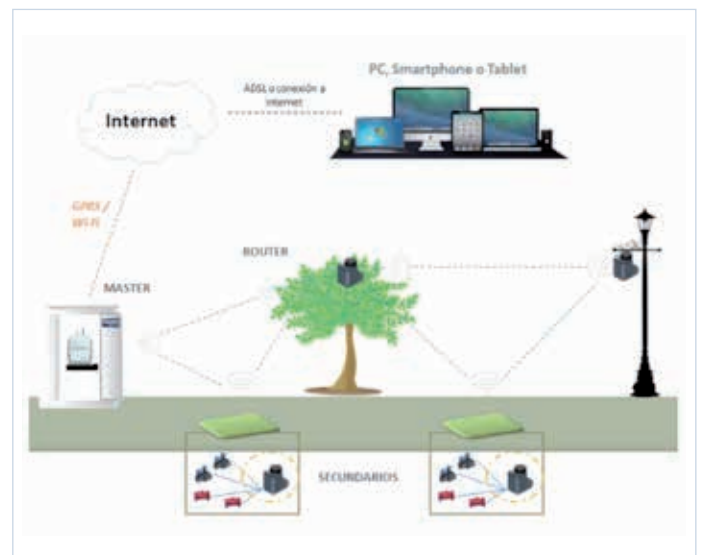 PC, Smartphone o Tablet
ADSL o conexión a
internet
Internet
GPRS /
Wi-Fi
ROUTER
MASTER
SECUNDARIOS